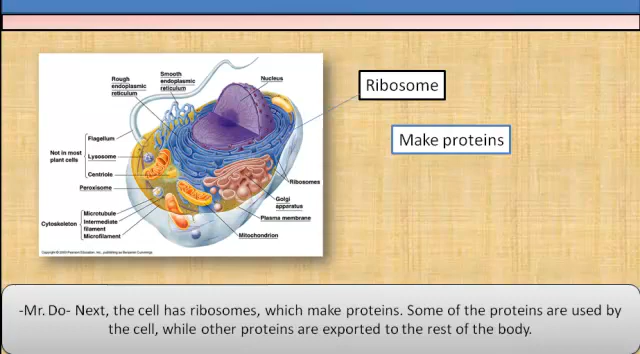 Rough
endoplasmic
reticulum
Smooth
endoplasmic
reticulum
Nucleus
Ribosome
Make proteins
Flagellum
Not in most
plant cells
Lysosome
Centriole
Peroxisome
Ribosomes
Golgi
apparatus
Plasma membrane
Cytoskeleton
Microtubule
Intermediate
filament
Microfilament
Mitochondrion
-Mr. Do- Next, the cell has ribosomes, which make proteins. Some of the proteins are used by
the cell, while other proteins are exported to the rest of the body.